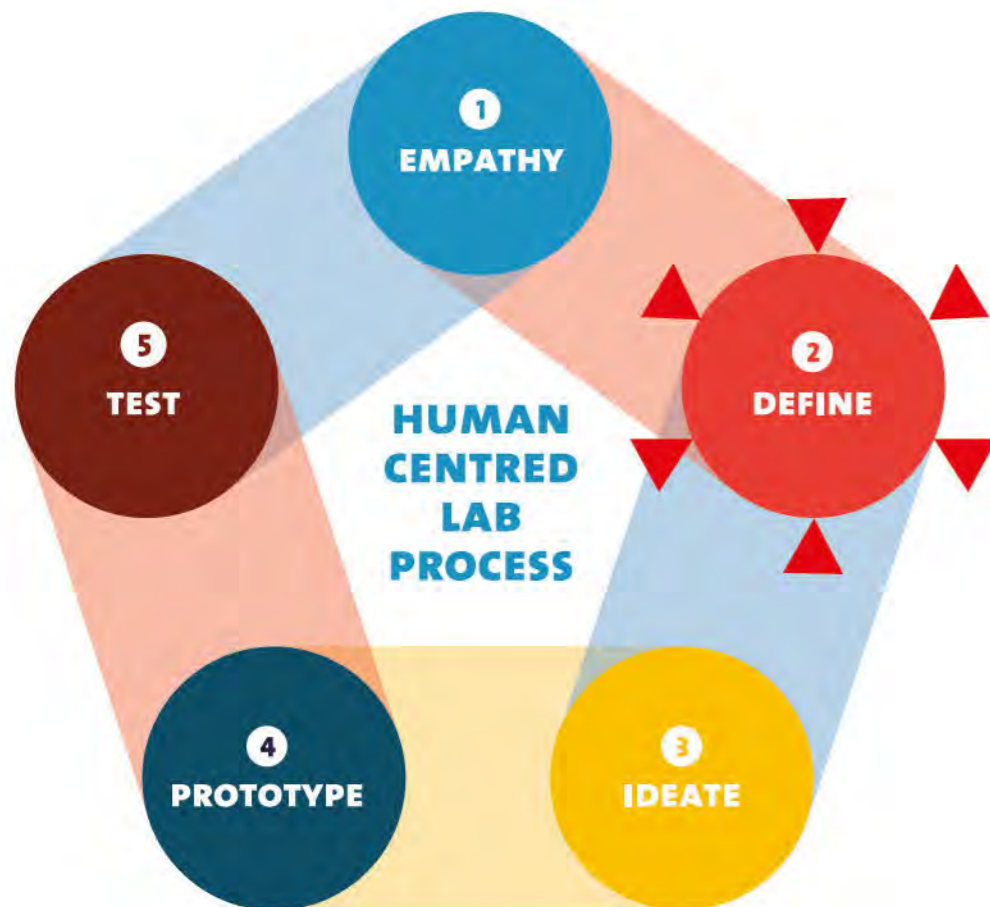 1
EMPATHY
2
DEFINE
3
IDEATE
4
PROTOTYPE
5
TEST
HUMAN
CENTRED
LAB
PROCESS